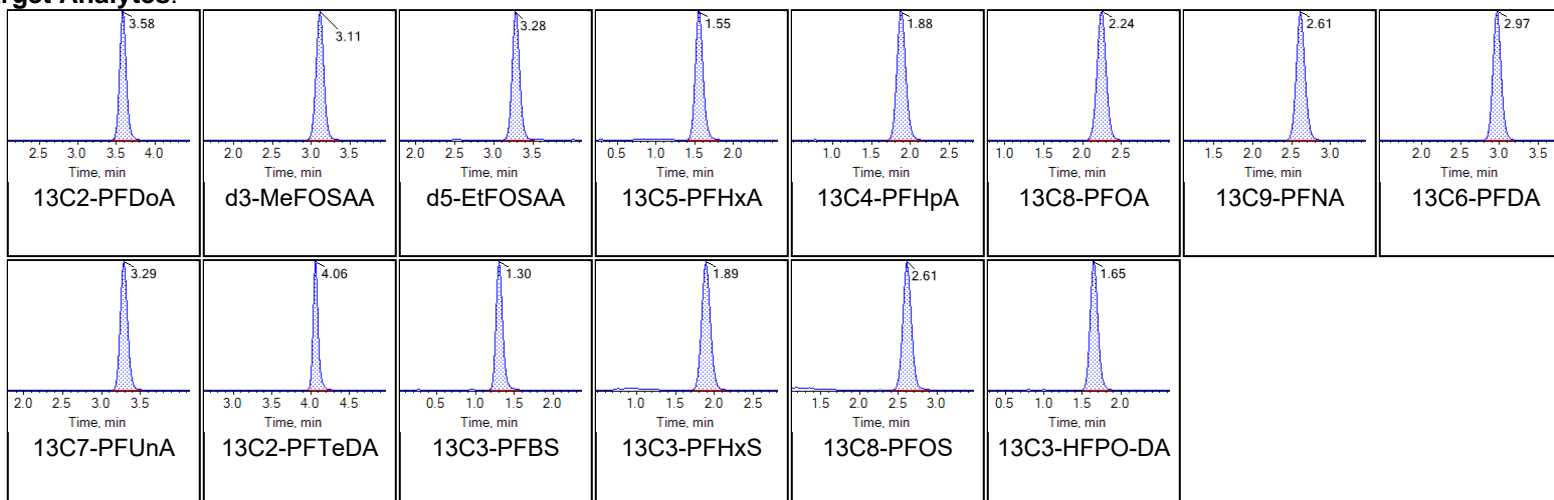 rget Analytes:
3.58
3.11
3.28
1.55
1.88
2.24
2.61
2.97
2.5 3.0 3.5 4.0
2.0 2.5 3.0 3.5
2.0 2.5 3.0 3.5
0.5 1.0 1.5 2.0
1.0 1.5 2.0 2.5
1.0 1.5 2.0 2.5
1.5 2.0 2.5 3.0
2.0 2.5 3.0 3.5
Time, min
Time, min
Time, min
Time, min
Time, min
Time, min
Time, min
Time, min
13C2-PFDoA
d3-MeFOSAA
d5-EtFOSAA
13C5-PFHxA
13C4-PFHpA
13C8-PFOA
13C9-PFNA
13C6-PFDA
3.29
4.06
1.30
1.89
2.61
1.65
2.0 2.5 3.0 3.5
3.0 3.5 4.0 4.5
0.5 1.0 1.5 2.0
1.0 1.5 2.0 2.5
1.5 2.0 2.5 3.0
0.5 1.0 1.5 2.0
Time, min
Time, min
Time, min
Time, min
Time, min
Time, min
13C7-PFUnA
13C2-PFTeDA
13C3-PFBS
13C3-PFHxS
13C8-PFOS
13C3-HFPO-DA